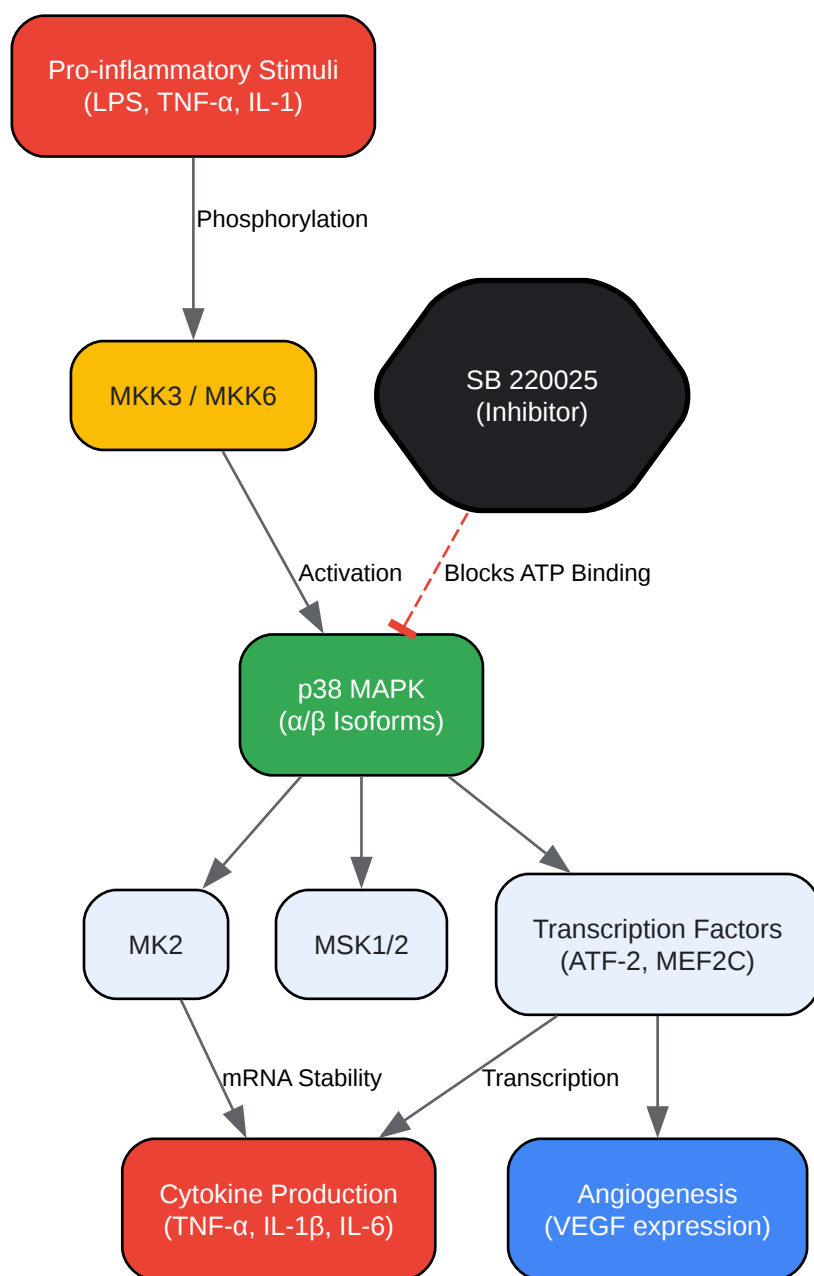 Pro-inflammatory Stimuli
(LPS, TNF-α, IL-1)
Phosphorylation
MKK3 / MKK6
SB 220025
(Inhibitor)
Activation
Blocks ATP Binding
p38 MAPK
(α/β Isoforms)
MK2
MSK1/2
Transcription Factors
(ATF-2, MEF2C)
mRNA Stability
Transcription
Cytokine Production
(TNF-α, IL-1β, IL-6)
Angiogenesis
(VEGF expression)